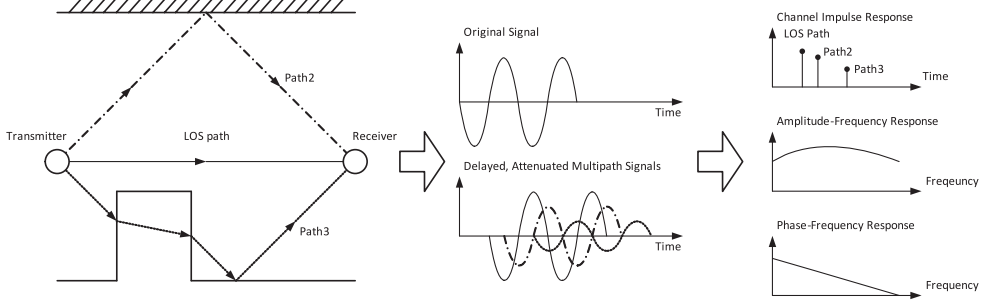 Transmitter
LOS path
Receiver
Path2
Path3
Original Signal
Time
Delayed, Attenuated Multipath Signals
Time
Channel Impulse Response
LOS Path
Path2
Path3
Time
Amplitude-Frequency Response
Freqeuncy
Phase-Frequency Response
Frequency